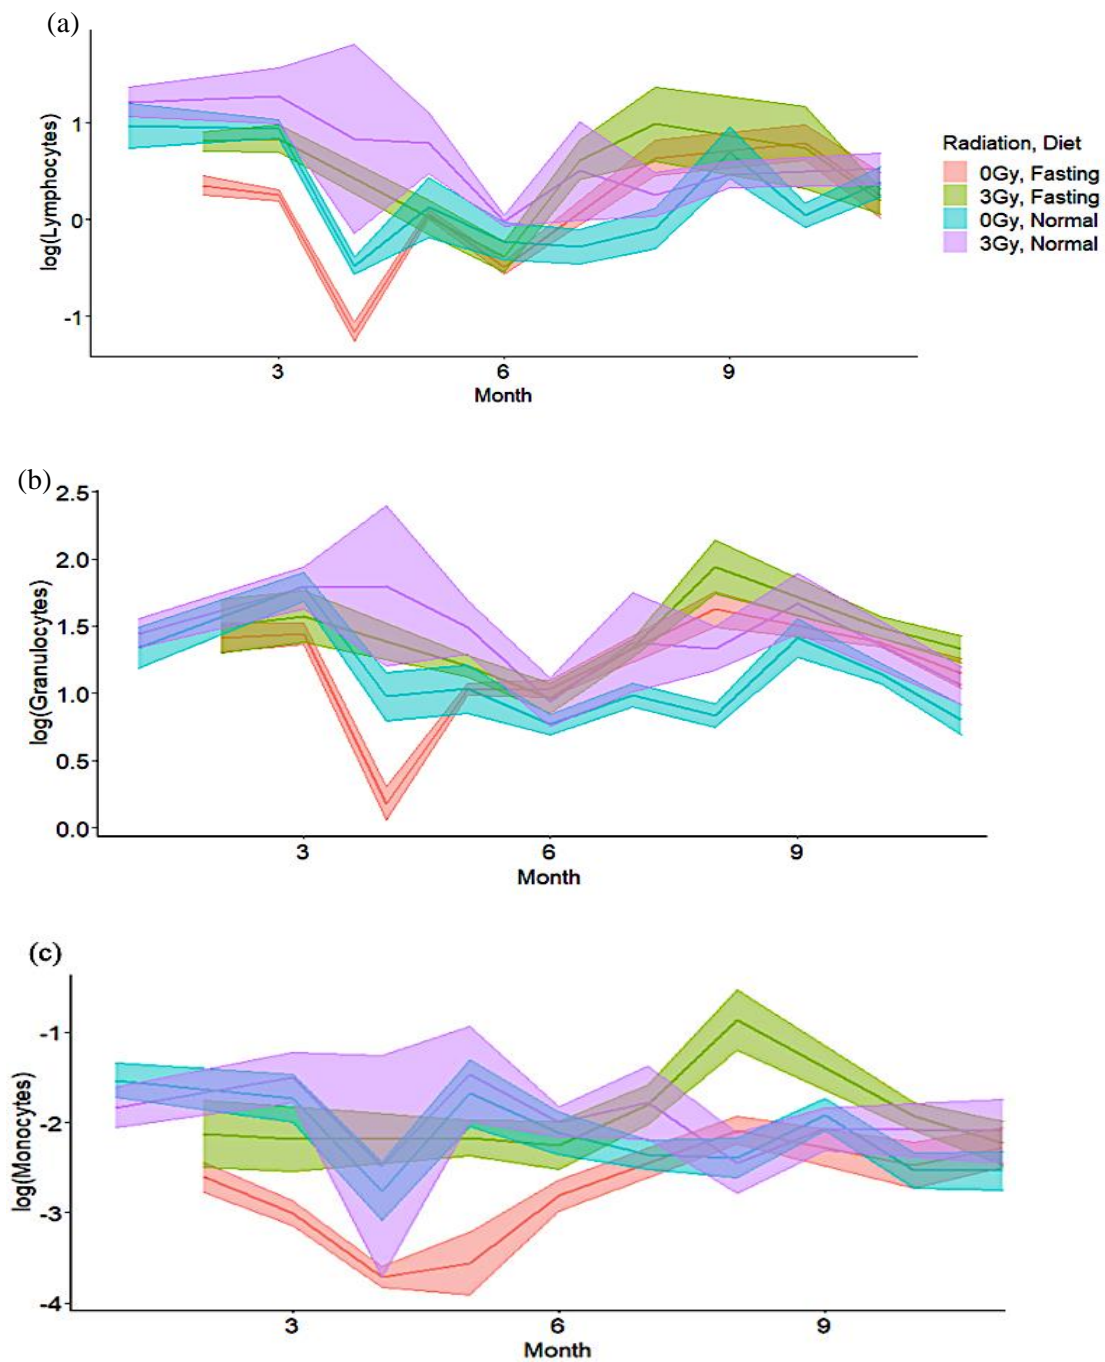 (a)
log(Lymphocytes)
1
0
-1
3
6
9
Month
Radiation, Diet
0Gy, Fasting
3Gy, Fasting
0Gy, Normal
3Gy, Normal
(b)
log(Granulocytes)
2.5
2.0
1.5
1.0
0.5
0.0
3
6
9
Month
(c)
log(Monocytes)
-1
-2
-3
-4
3
6
9
Month